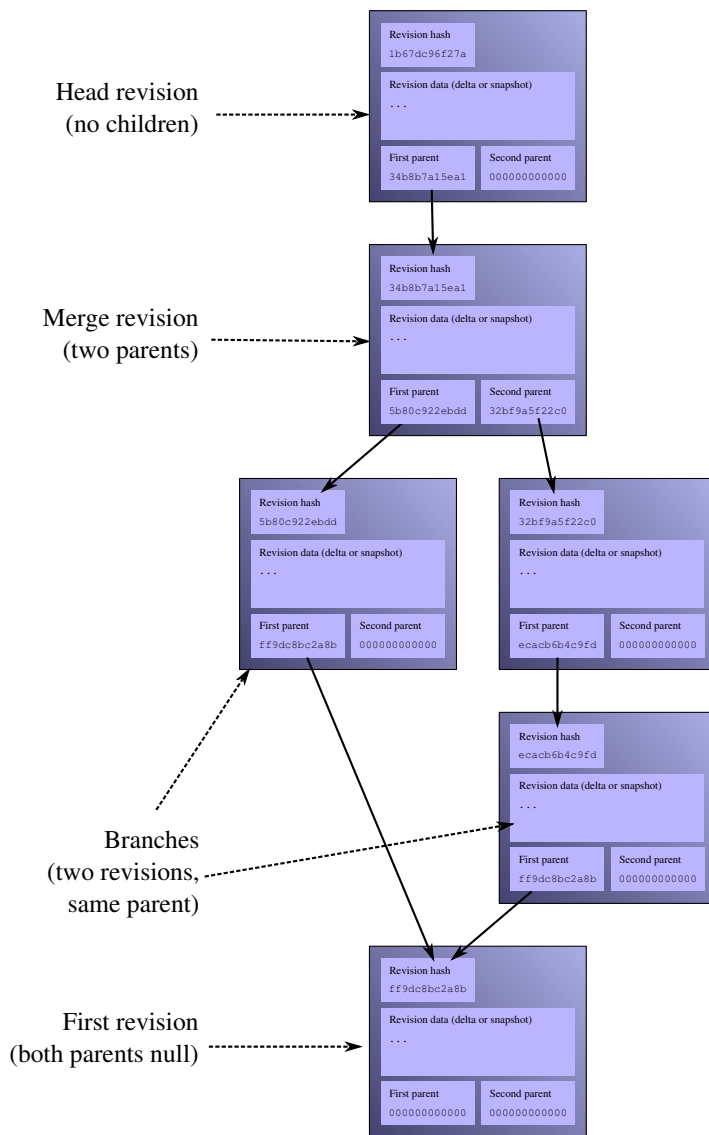 Revision hash
1b67dc96f27a
Revision data (delta or snapshot)
...
First parent
34b8b7a15ea1
Second parent
000000000000
Head revision
(no children)
Revision hash
34b8b7a15ea1
Revision data (delta or snapshot)
...
First parent
5b80c922ebdd
Second parent
32bf9a5f22c0
Merge revision
(two parents)
Revision hash
5b80c922ebdd
Revision data (delta or snapshot)
...
First parent
ff9dc8bc2a8b
Second parent
000000000000
Revision hash
32bf9a5f22c0
Revision data (delta or snapshot)
...
First parent
ecacb6b4c9fd
Second parent
000000000000
Revision hash
ecacb6b4c9fd
Revision data (delta or snapshot)
...
First parent
ff9dc8bc2a8b
Second parent
000000000000
Branches
(two revisions,
same parent)
Revision hash
ff9dc8bc2a8b
Revision data (delta or snapshot)
...
First parent
000000000000
Second parent
000000000000
First revision
(both parents null)